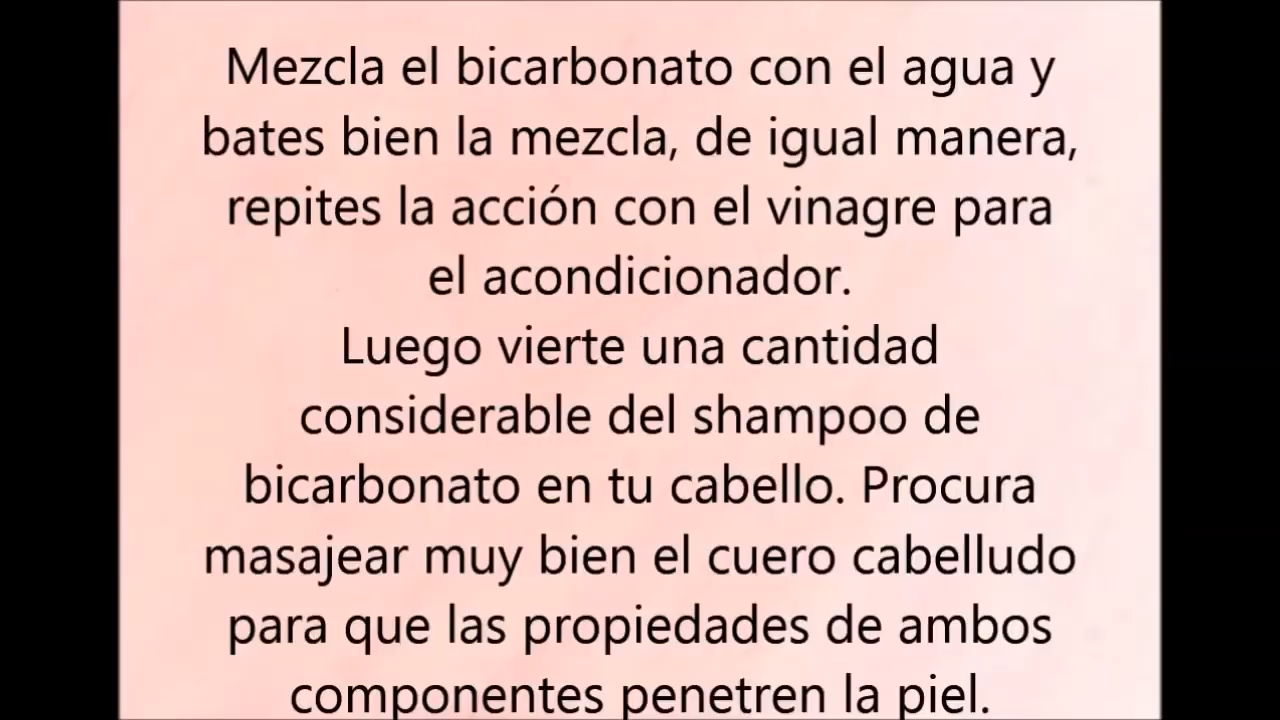 Mezcla el bicarbonato con el agua y
bates bien la mezcla, de igual manera,
repites la acción con el vinagre para
el acondicionador.
Luego vierte una cantidad
considerable del shampoo de
bicarbonato en tu cabello. Procura
masajear muy bien el cuero cabelludo
para que las propiedades de ambos
componentes penetren la piel.